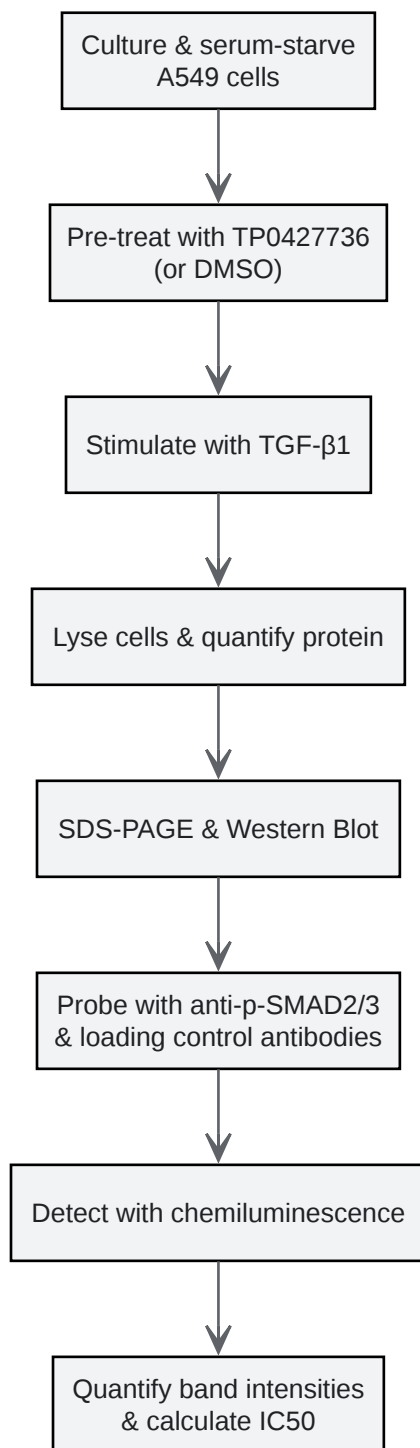 Culture & serum-starve
A549 cells
Pre-treat with TP0427736
(or DMSO)
Stimulate with TGF-β1
Lyse cells & quantify protein
SDS-PAGE & Western Blot
Probe with anti-p-SMAD2/3
& loading control antibodies
Detect with chemiluminescence
Quantify band intensities
& calculate IC50